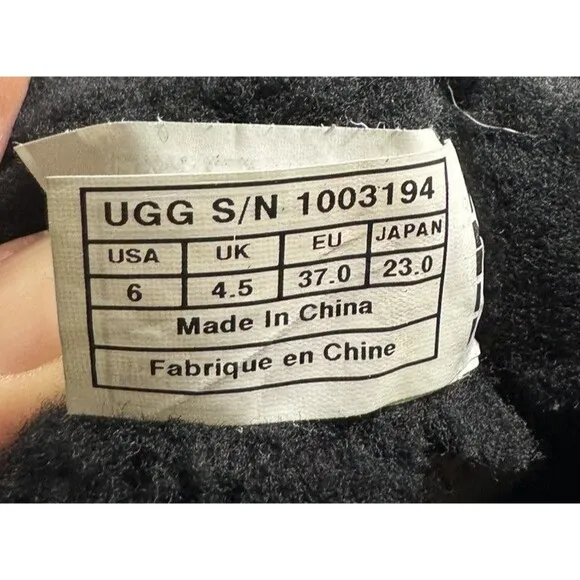 UGG S/N 1003194
USA UK EU JAPAN
6 4.5 37.0 23.0
Made In China
Fabrique en Chine